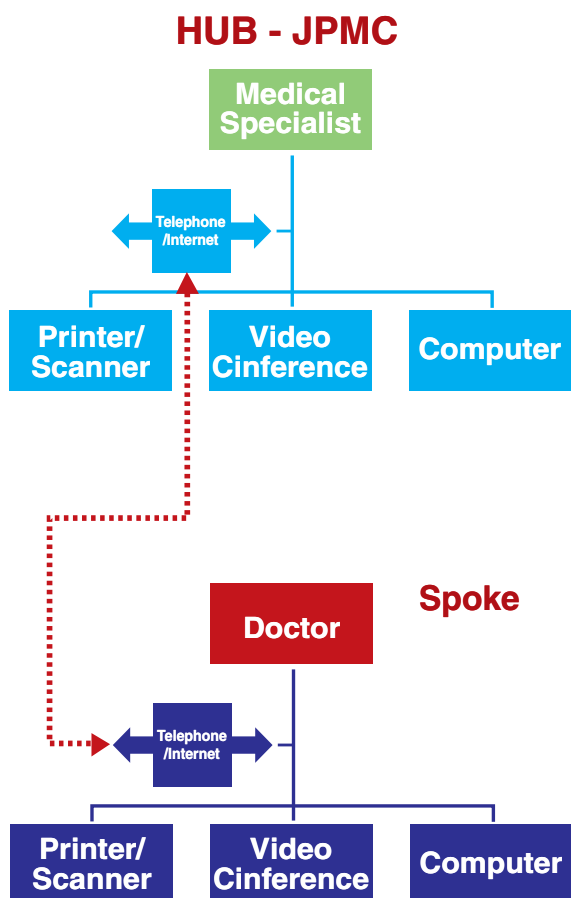 HUB - JPMC
Medical
Specialist
Telephone
/Internet
Printer/
Scanner
Video
Cinference
Computer
Spoke
Doctor
Telephone
/Internet
Printer/
Scanner
Video
Cinference
Computer